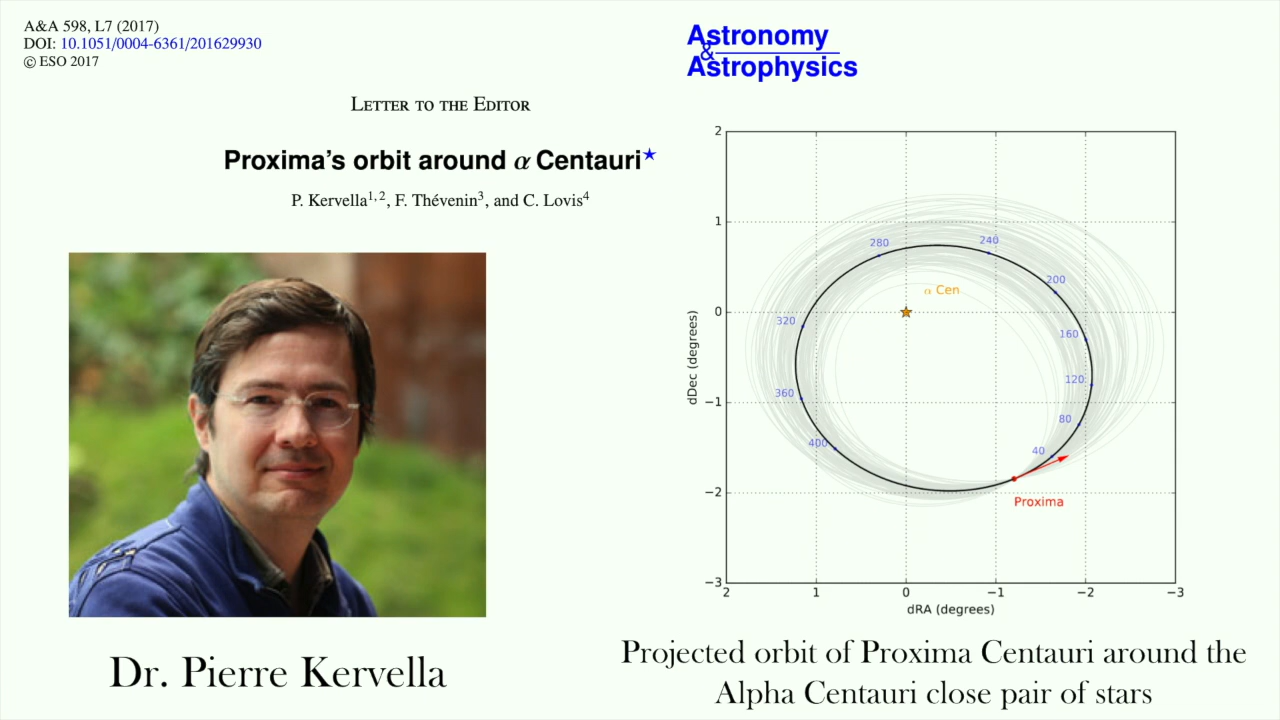 A&A 598, L7 (2017)
DOI: 10.1051/0004-6361/201629930
© ESO 2017
Astronomy
&
Astrophysics
LETTER TO THE EDITOR
Proxima's orbit around α Centauri★
P. Kervella1,2, F. Thévenin3, and C. Lovis4
2
1
0
−1
−2
−3
dDec (degrees)
280
240
200
α Cen
320
160
120
360
80
400
40
Proxima
2
1
0
−1
−2
−3
dRA (degrees)
Dr. Pierre Kervella
Projected orbit of Proxima Centauri around the
Alpha Centauri close pair of stars